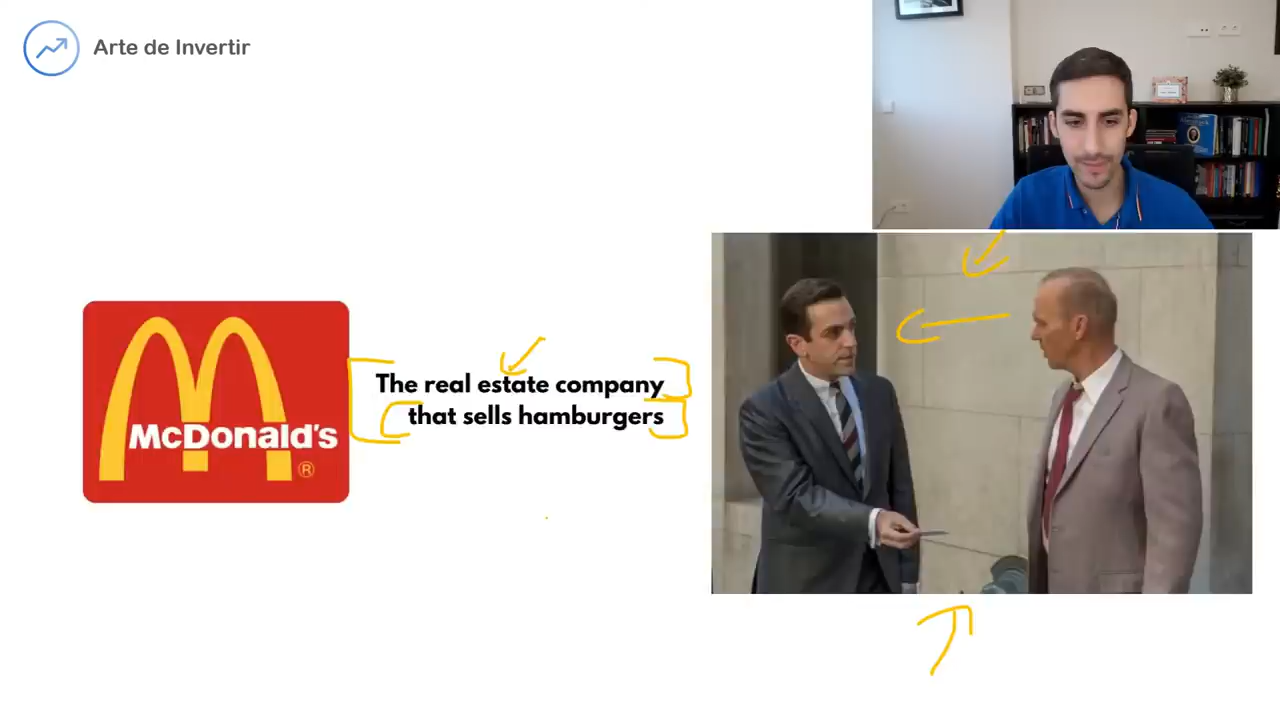 Arte de Invertir
McDonald's
®
The real estate company
that sells hamburgers